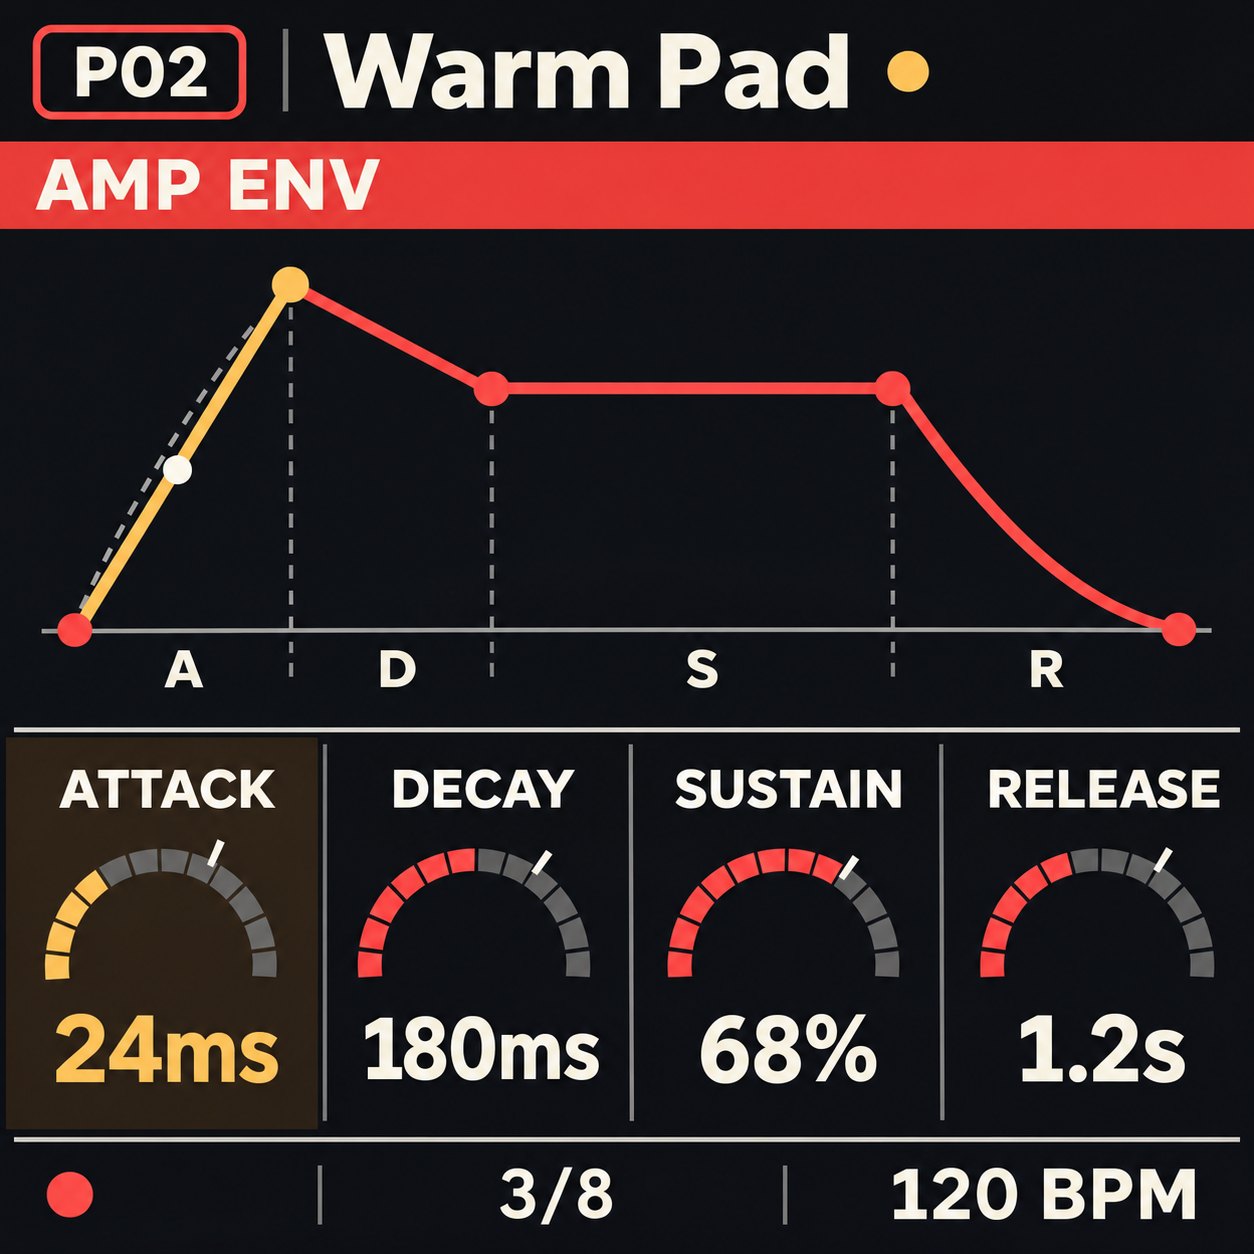 P02 Warm Pad
AMP ENV
A D S R
ATTACK DECAY SUSTAIN RELEASE
24ms 180ms 68% 1.2s
3/8 120 BPM